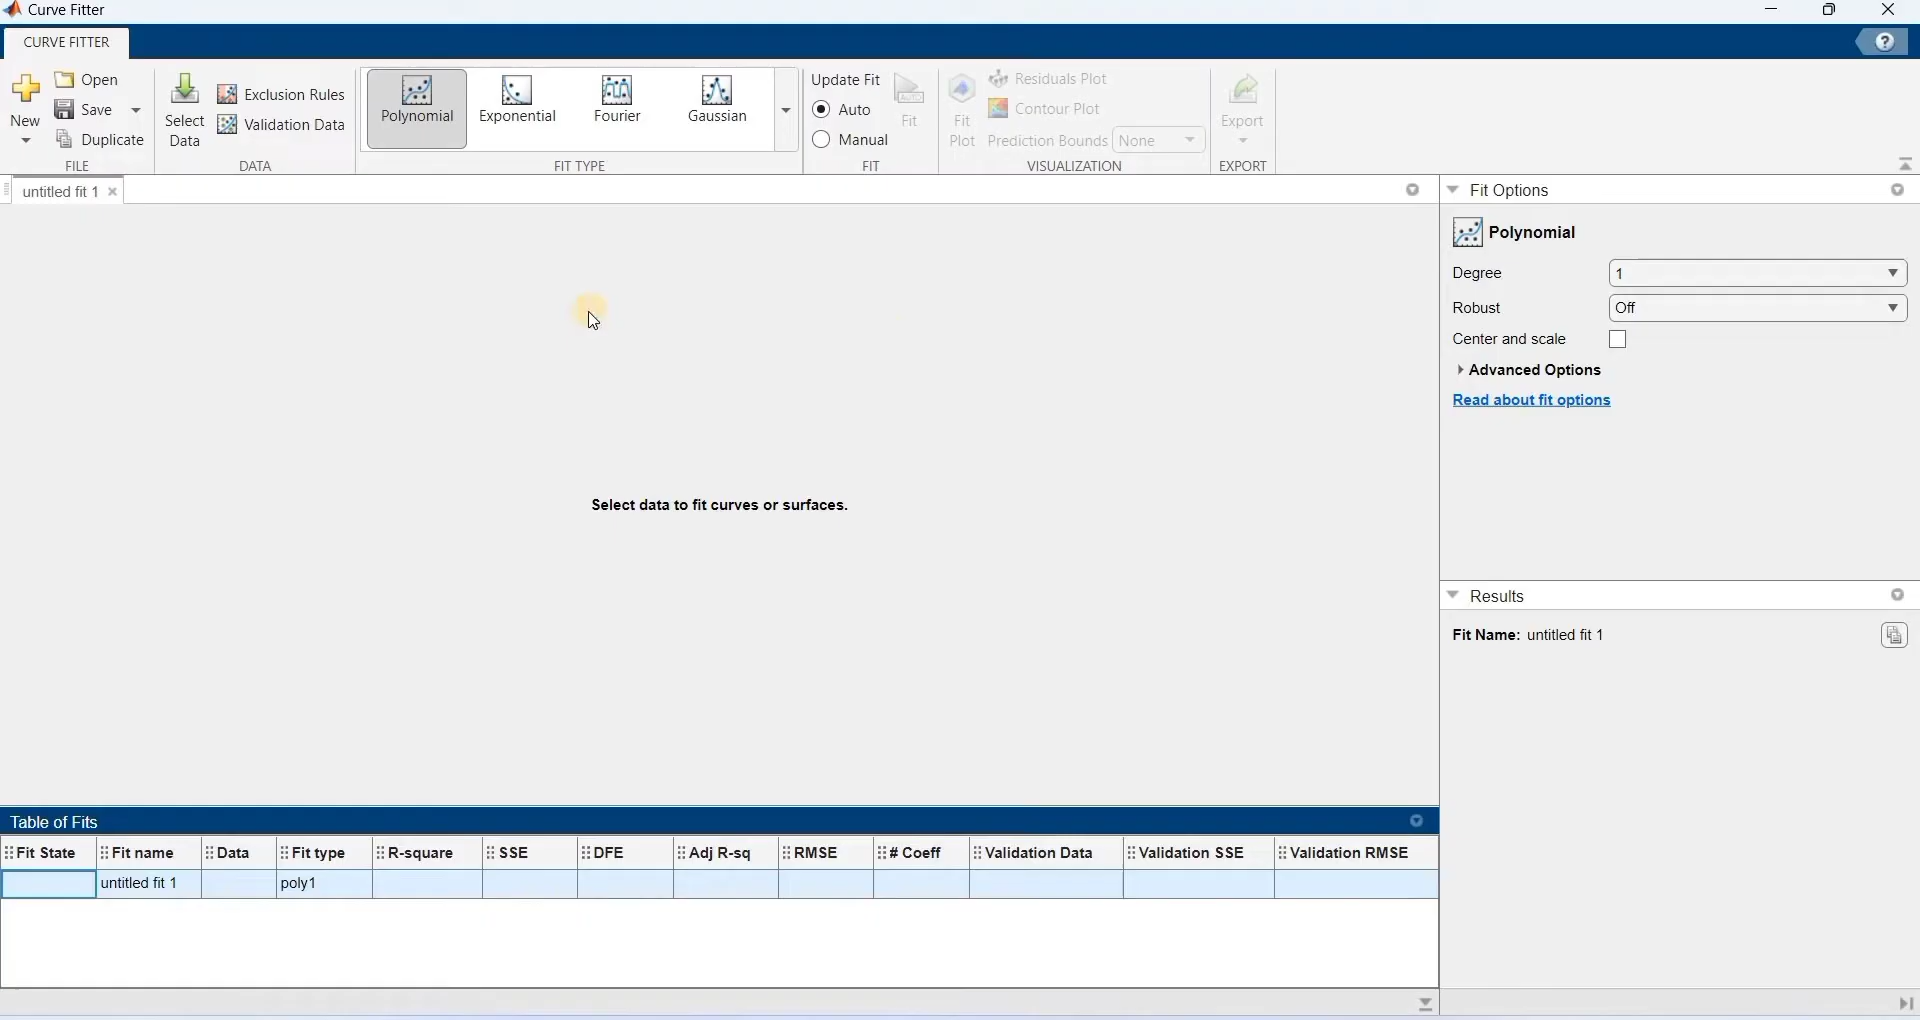 Curve Fitter
CURVE FITTER
New
Open
Save
Duplicate
FILE
Select
Data
Exclusion Rules
Validation Data
DATA
Polynomial
Exponential
Fourier
Gaussian
FIT TYPE
Update Fit
Auto
Manual
AUTO
Fit
FIT
Fit
Plot
Residuals Plot
Contour Plot
Prediction Bounds None
VISUALIZATION
Export
EXPORT
untitled fit 1
Select data to fit curves or surfaces.
Fit Options
Polynomial
Degree 1
Robust Off
Center and scale
Advanced Options
Read about fit options
Results
Fit Name: untitled fit 1
Table of Fits
Fit State Fit name Data Fit type R-square SSE DFE Adj R-sq RMSE # Coeff Validation Data Validation SSE Validation RMSE
untitled fit 1 poly1